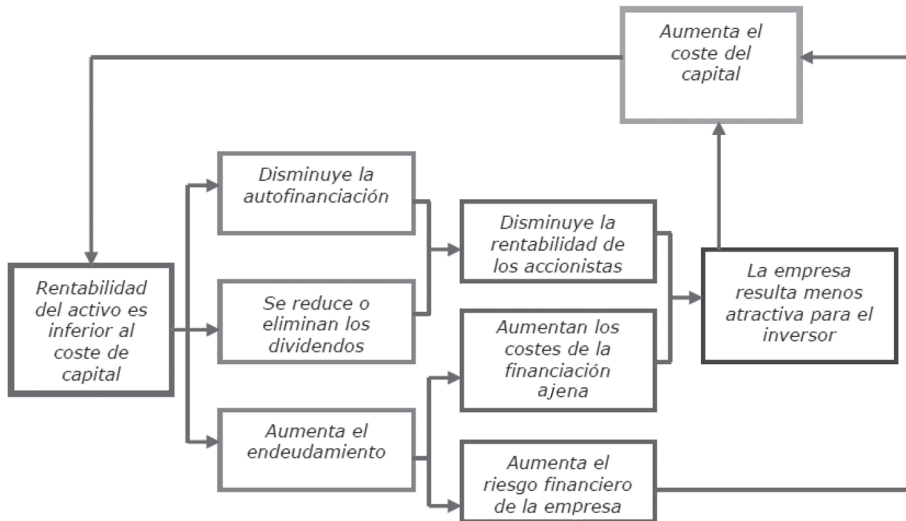 Aumenta el
coste del
capital
Disminuye la
autofinanciación
Disminuye la
rentabilidad de
los accionistas
Rentabilidad
del activo es
inferior al
coste de
capital
Se reduce o
eliminan los
dividendos
La empresa
resulta menos
atractiva para el
inversor
Aumentan los
costes de la
financiación
ajena
Aumenta el
endeudamiento
Aumenta el
riesgo financiero
de la empresa